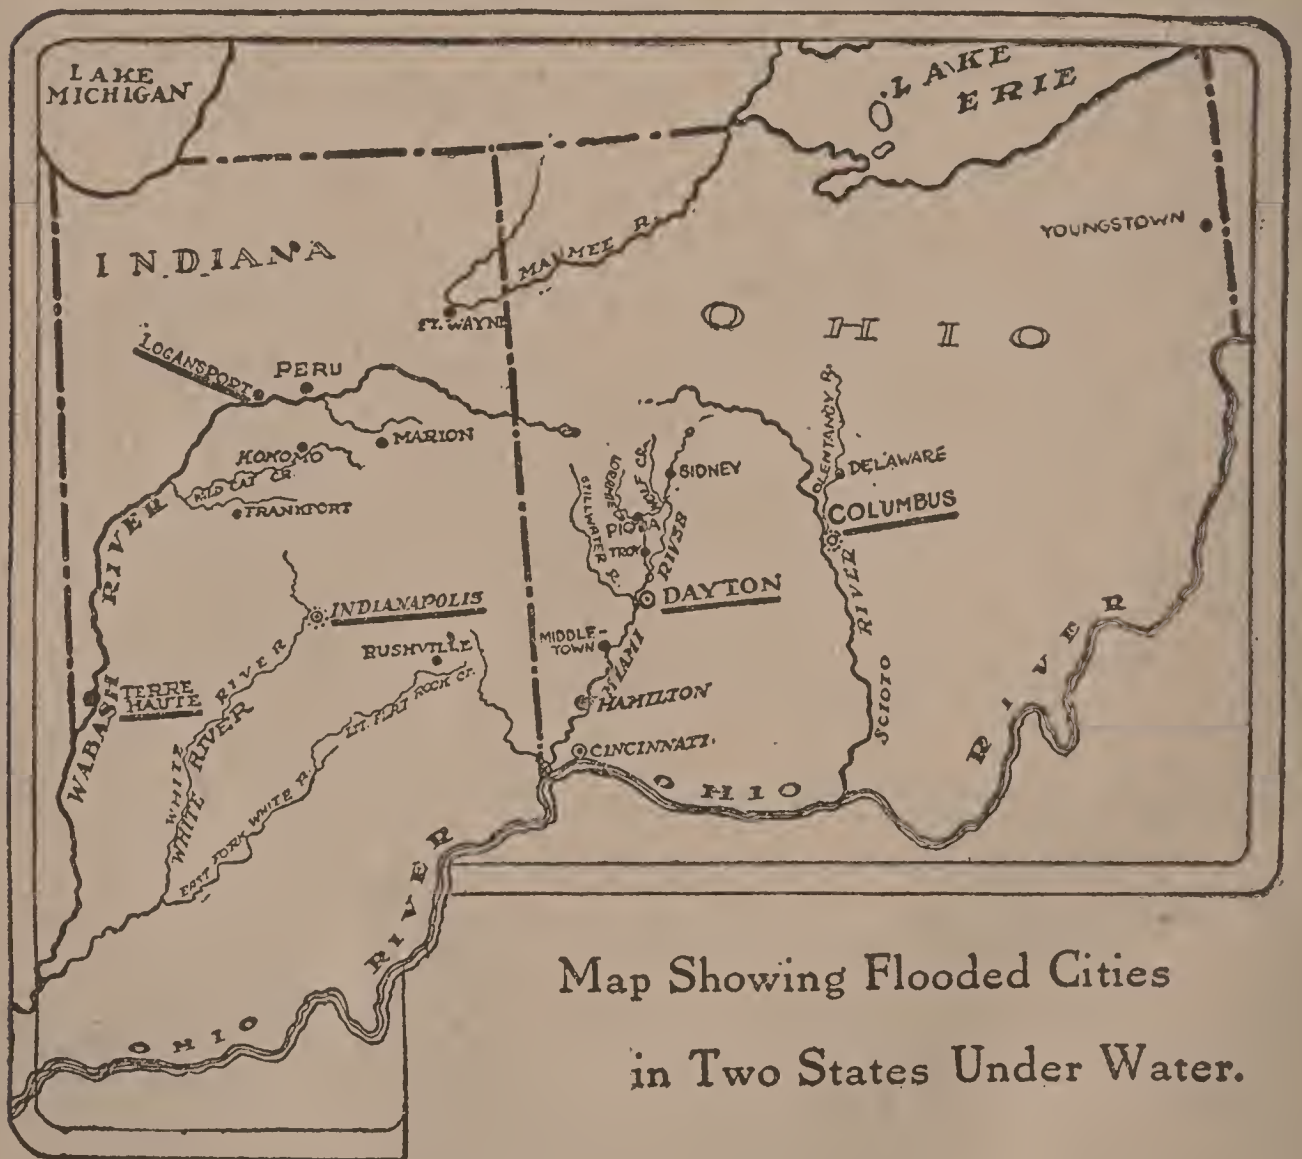 LAKE
MICHIGAN
LAKE
ERIE
YOUNGSTOWN
INDIANA
MAUMEE R.
FT. WAYNE
OHIO
LOGANSPORT
PERU
MARION
KOKOMO
WILD CAT CR.
FRANKFORT
OLENTANGY R.
DELAWARE
COLUMBUS
SIDNEY
LORAMIE CR.
STILLWATER R.
PIQUA
TROY
RIVER
DAYTON
WABASH RIVER
INDIANAPOLIS
RUSHVILLE
MIDDLE-
TOWN
MIAMI
HAMILTON
CINCINNATI.
TERRE
HAUTE
WHITE RIVER
WHITE RIVER
LIT. FLAT ROCK CR.
EAST FORK WHITE R.
SCIOTO RIVER
OHIO RIVER
RIVER
OHIO
Map Showing Flooded Cities
in Two States Under Water.